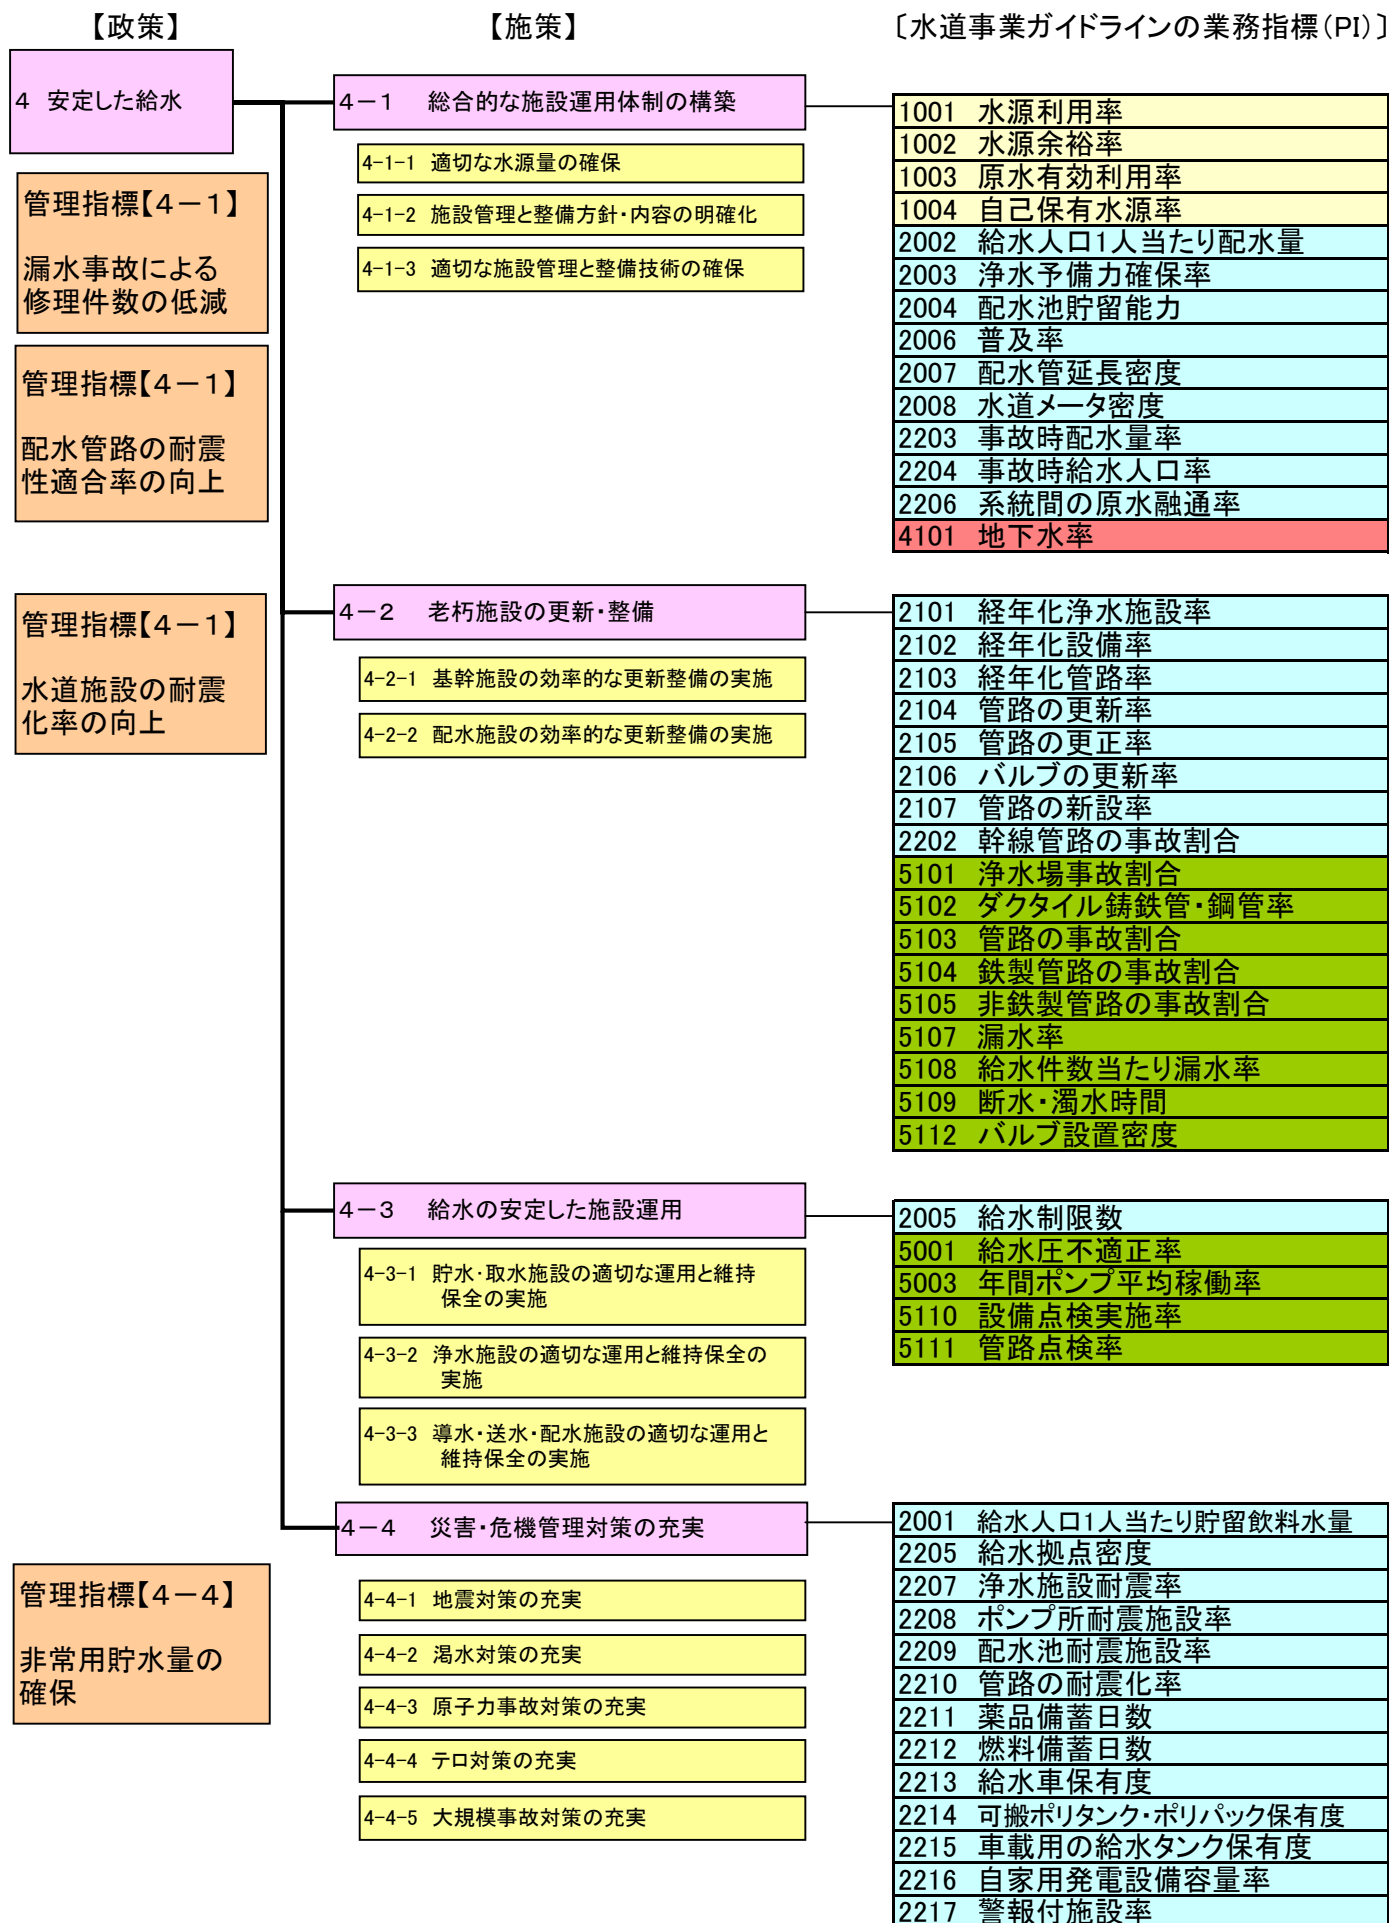 【政策】
【施策】
〔水道事業ガイドラインの業務指標(PI)〕
4 安定した給水
管理指標【4－1】
漏水事故による
修理件数の低減
管理指標【4－1】
配水管路の耐震
性適合率の向上
管理指標【4－1】
水道施設の耐震
化率の向上
管理指標【4－4】
非常用貯水量の
確保
4－1 総合的な施設運用体制の構築
4-1-1 適切な水源量の確保
4-1-2 施設管理と整備方針・内容の明確化
4-1-3 適切な施設管理と整備技術の確保
1001 水源利用率
1002 水源余裕率
1003 原水有効利用率
1004 自己保有水源率
2002 給水人口1人当たり配水量
2003 浄水予備力確保率
2004 配水池貯留能力
2006 普及率
2007 配水管延長密度
2008 水道メータ密度
2203 事故時配水量率
2204 事故時給水人口率
2206 系統間の原水融通率
4101 地下水率
4－2 老朽施設の更新・整備
4-2-1 基幹施設の効率的な更新整備の実施
4-2-2 配水施設の効率的な更新整備の実施
2101 経年化浄水施設率
2102 経年化設備率
2103 経年化管路率
2104 管路の更新率
2105 管路の更正率
2106 バルブの更新率
2107 管路の新設率
2202 幹線管路の事故割合
5101 浄水場事故割合
5102 ダクタイル鋳鉄管・鋼管率
5103 管路の事故割合
5104 鉄製管路の事故割合
5105 非鉄製管路の事故割合
5107 漏水率
5108 給水件数当たり漏水率
5109 断水・濁水時間
5112 バルブ設置密度
4－3 給水の安定した施設運用
4-3-1 貯水・取水施設の適切な運用と維持
保全の実施
4-3-2 浄水施設の適切な運用と維持保全の
実施
4-3-3 導水・送水・配水施設の適切な運用と
維持保全の実施
2005 給水制限数
5001 給水圧不適正率
5003 年間ポンプ平均稼働率
5110 設備点検実施率
5111 管路点検率
4－4 災害・危機管理対策の充実
4-4-1 地震対策の充実
4-4-2 渇水対策の充実
4-4-3 原子力事故対策の充実
4-4-4 テロ対策の充実
4-4-5 大規模事故対策の充実
2001 給水人口1人当たり貯留飲料水量
2205 給水拠点密度
2207 浄水施設耐震率
2208 ポンプ所耐震施設率
2209 配水池耐震施設率
2210 管路の耐震化率
2211 薬品備蓄日数
2212 燃料備蓄日数
2213 給水車保有度
2214 可搬ポリタンク・ポリパック保有度
2215 車載用の給水タンク保有度
2216 自家用発電設備容量率
2217 警報付施設率